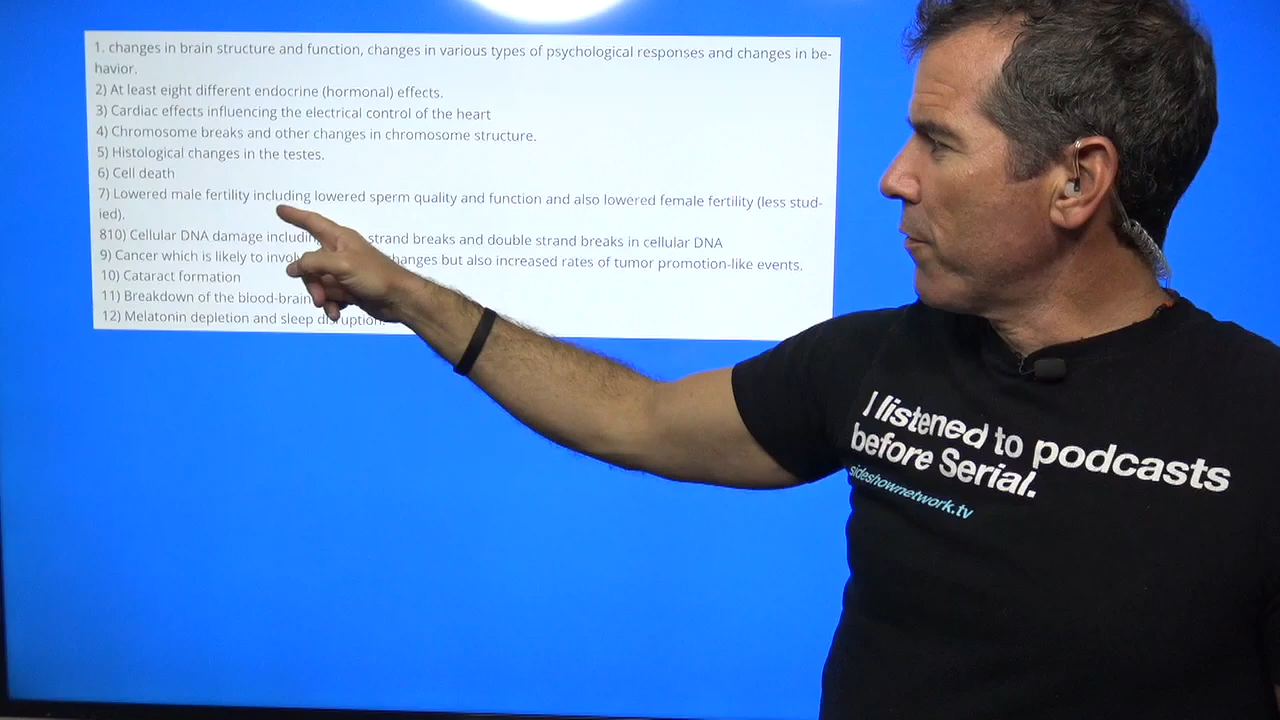 1. changes in brain structure and function, changes in various types of psychological responses and changes in be-
havior.
2) At least eight different endocrine (hormonal) effects.
3) Cardiac effects influencing the electrical control of the heart
4) Chromosome breaks and other changes in chromosome structure.
5) Histological changes in the testes.
6) Cell death
7) Lowered male fertility including lowered sperm quality and function and also lowered female fertility (less stud-
ied).
810) Cellular DNA damage including strand breaks and double strand breaks in cellular DNA
9) Cancer which is likely to changes but also increased rates of tumor promotion-like events.
10) Cataract formation
11) Breakdown of the blood-brain
12) Melatonin depletion and sleep disruption.
I listened to podcasts
before Serial.
sideshownetwork.tv